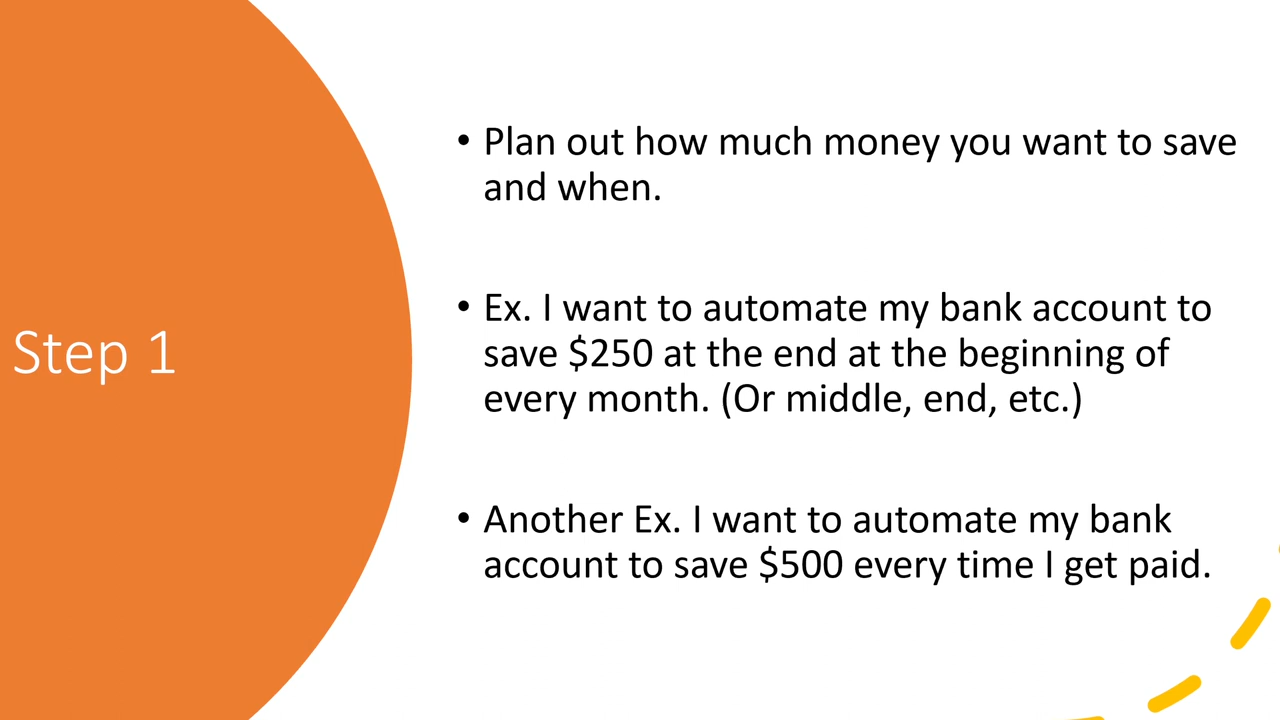 Step 1
• Plan out how much money you want to save
and when.
• Ex. I want to automate my bank account to
save $250 at the end at the beginning of
every month. (Or middle, end, etc.)
• Another Ex. I want to automate my bank
account to save $500 every time I get paid.